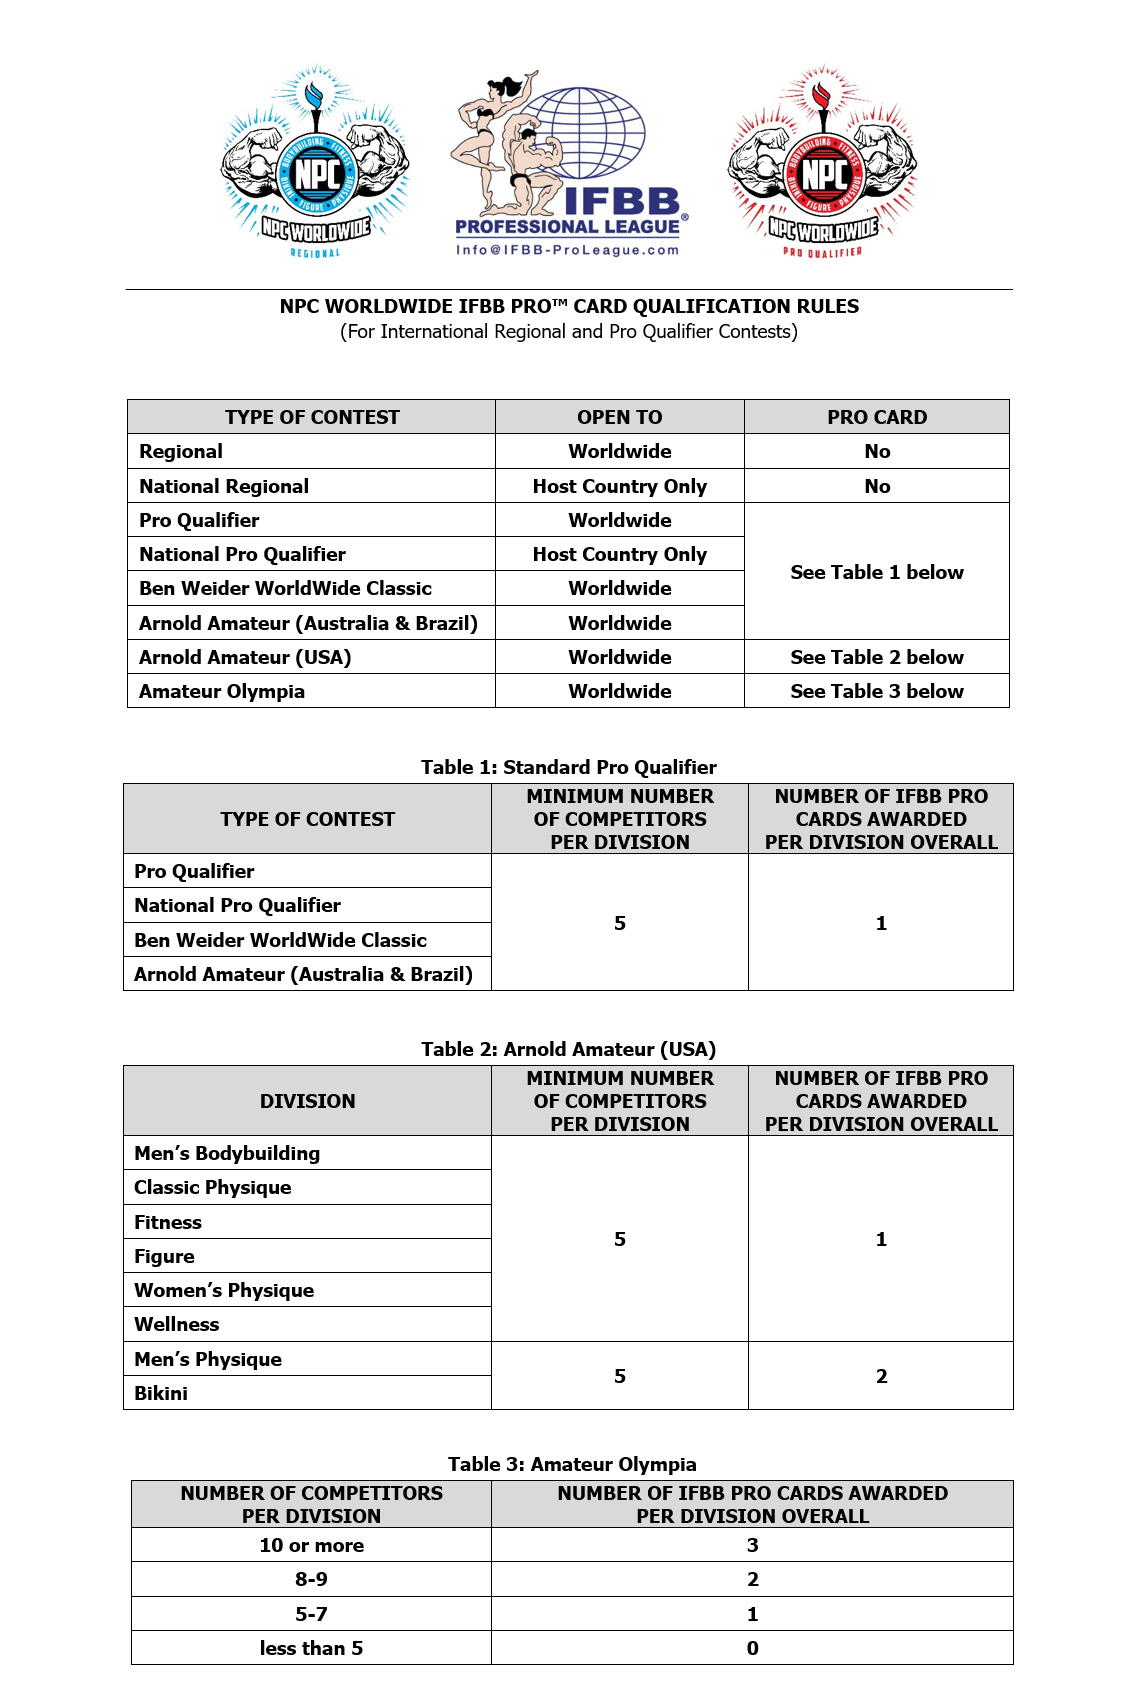 BODYBUILDING • FITNESS
NPC
BIKINI • FIGURE • PHYSIQUE
NPC WORLDWIDE
REGIONAL
IFBB
PROFESSIONAL LEAGUE®
Info@IFBB-ProLeague.com
BODYBUILDING • FITNESS
NPC
BIKINI • FIGURE • PHYSIQUE
NPC WORLDWIDE
PRO QUALIFIER
NPC WORLDWIDE IFBB PRO™ CARD QUALIFICATION RULES
(For International Regional and Pro Qualifier Contests)
TYPE OF CONTEST OPEN TO PRO CARD
Regional Worldwide No
National Regional Host Country Only No
Pro Qualifier Worldwide
National Pro Qualifier Host Country Only
See Table 1 below
Ben Weider WorldWide Classic Worldwide
Arnold Amateur (Australia & Brazil) Worldwide
Arnold Amateur (USA) Worldwide See Table 2 below
Amateur Olympia Worldwide See Table 3 below
Table 1: Standard Pro Qualifier
TYPE OF CONTEST
MINIMUM NUMBER
OF COMPETITORS
PER DIVISION
NUMBER OF IFBB PRO
CARDS AWARDED
PER DIVISION OVERALL
Pro Qualifier
National Pro Qualifier
5 1
Ben Weider WorldWide Classic
Arnold Amateur (Australia & Brazil)
Table 2: Arnold Amateur (USA)
DIVISION
MINIMUM NUMBER
OF COMPETITORS
PER DIVISION
NUMBER OF IFBB PRO
CARDS AWARDED
PER DIVISION OVERALL
Men’s Bodybuilding
Classic Physique
Fitness
5 1
Figure
Women’s Physique
Wellness
Men’s Physique
5 2
Bikini
Table 3: Amateur Olympia
NUMBER OF COMPETITORS
PER DIVISION
NUMBER OF IFBB PRO CARDS AWARDED
PER DIVISION OVERALL
10 or more 3
8-9 2
5-7 1
less than 5 0